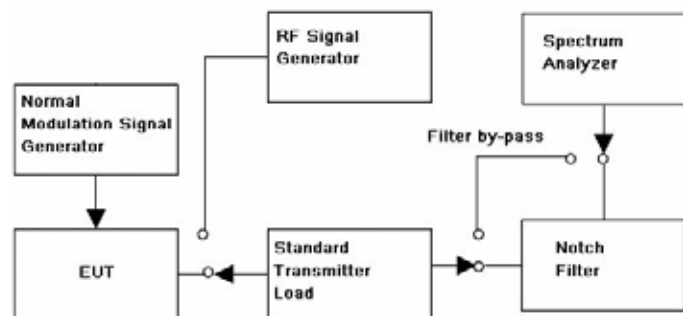 RF Signal
Generator
Spectrum
Analyzer
Normal
Modulation Signal
Generator
Filter by-pass
EUT
Standard
Transmitter
Load
Notch
Filter